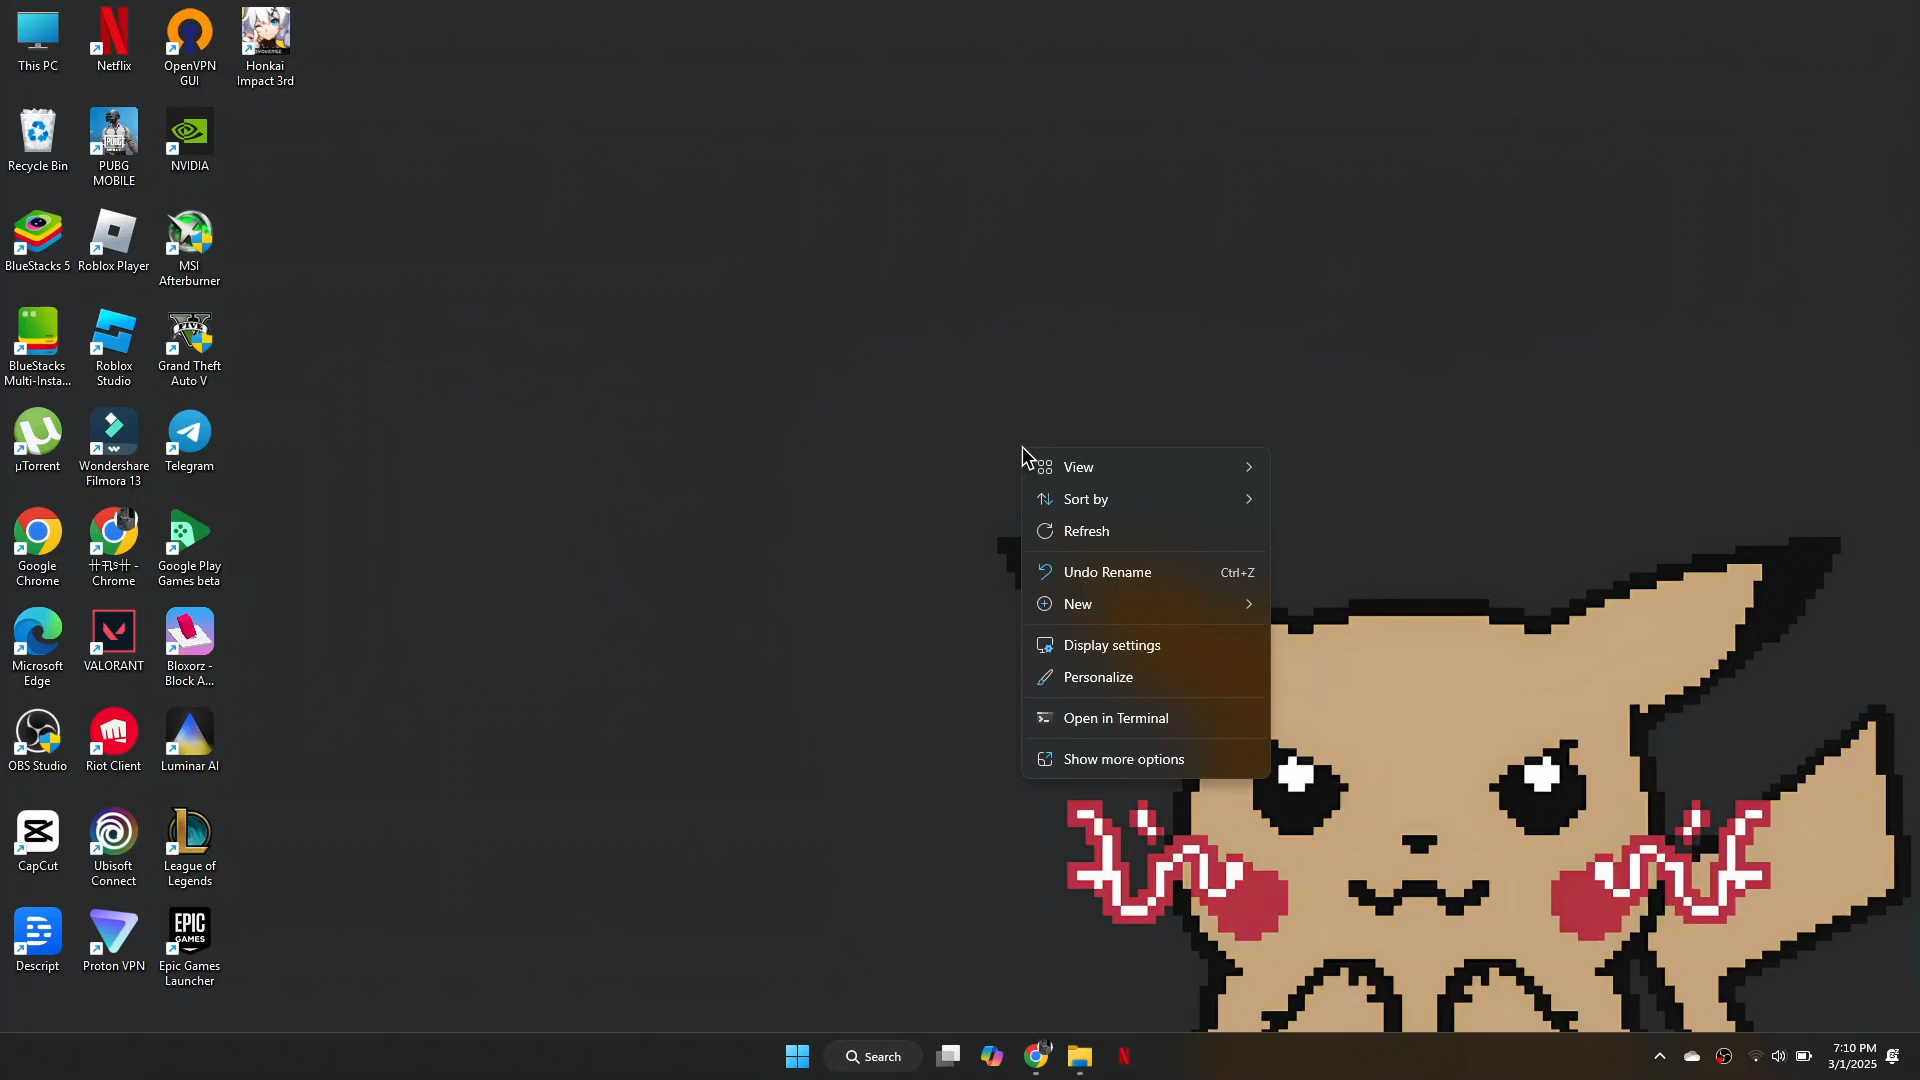 This PC
Netflix
OpenVPN
GUI
Honkai
Impact 3rd
Recycle Bin
PUBG
MOBILE
NVIDIA
BlueStacks 5
Roblox Player
MSI
Afterburner
BlueStacks
Multi-Insta...
Roblox
Studio
Grand Theft
Auto V
µTorrent
Wondershare
Filmora 13
Telegram
Google
Chrome
Chrome
Google Play
Games beta
Microsoft
Edge
VALORANT
Bloxorz -
Block A...
OBS Studio
Riot Client
Luminar AI
CapCut
Ubisoft
Connect
League of
Legends
Descript
Proton VPN
EPIC
GAMES
Epic Games
Launcher
View
Sort by
Refresh
Undo Rename Ctrl+Z
New
Display settings
Personalize
Open in Terminal
Show more options
Search
7:10 PM
3/1/2025